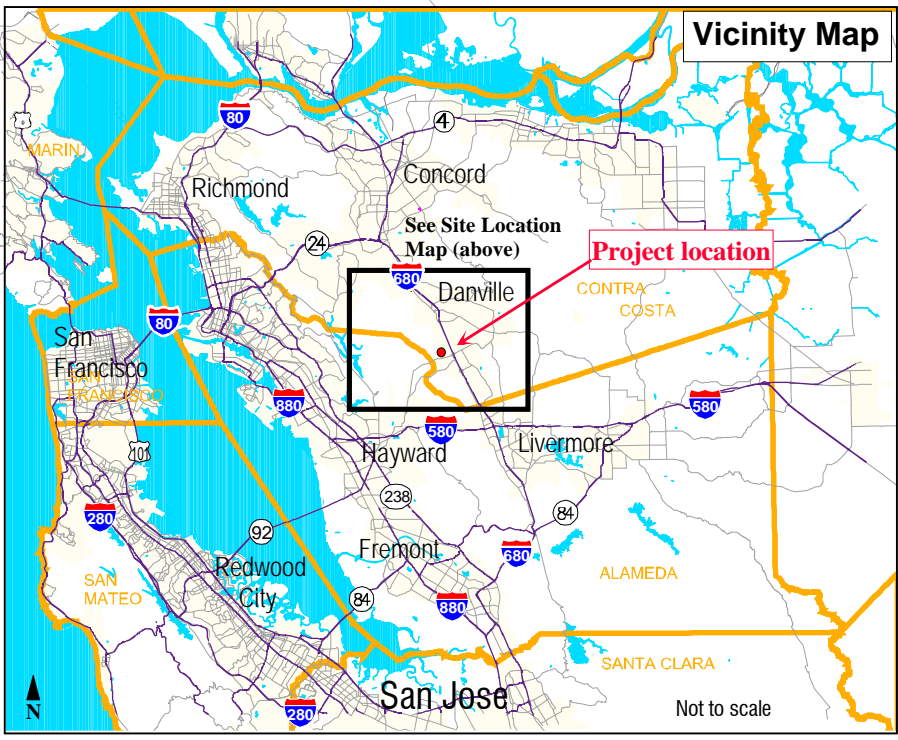 Vicinity Map
80
4
MARIN
Richmond
Concord
See Site Location
Map (above)
24
Project location
680
Danville
CONTRA
COSTA
80
San
Francisco
SAN
FRANCISCO
880
580
580
101
Hayward
Livermore
238
280
92
84
Fremont
680
Redwood
City
SAN
MATEO
ALAMEDA
84
880
SANTA CLARA
San Jose
Not to scale
N
280